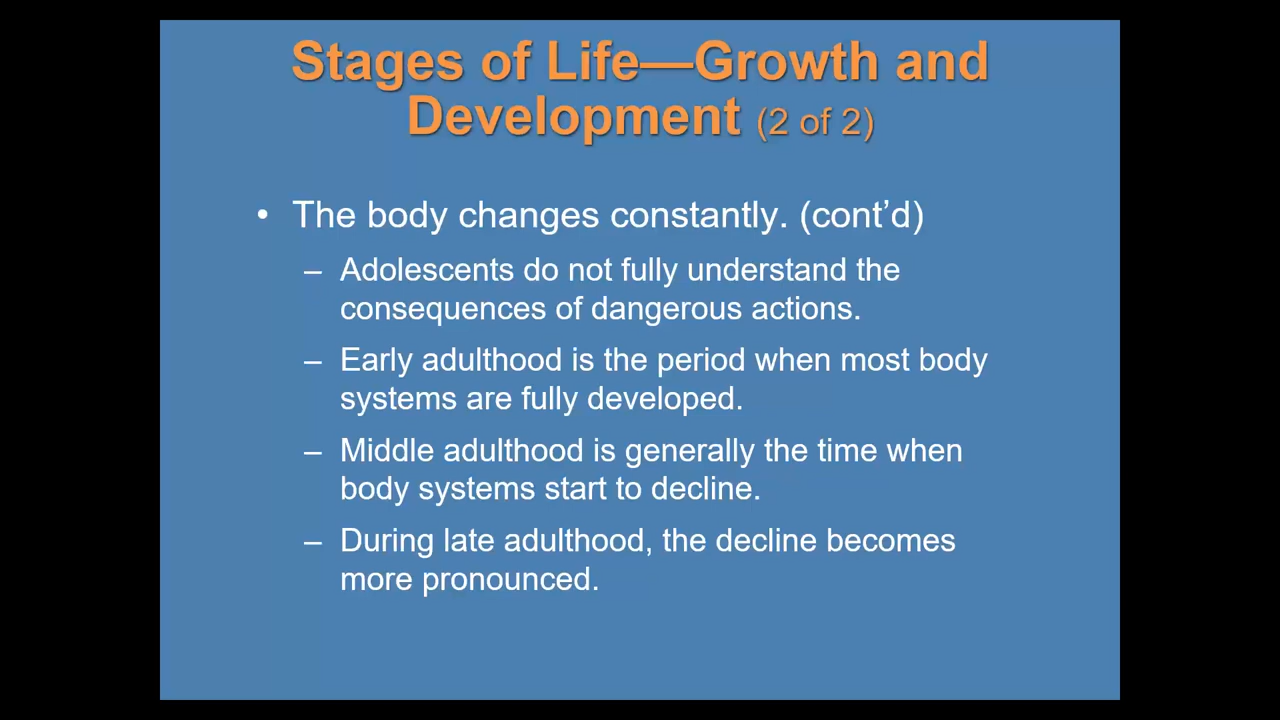 Stages of Life—Growth and
Development (2 of 2)
• The body changes constantly. (cont’d)
– Adolescents do not fully understand the
consequences of dangerous actions.
– Early adulthood is the period when most body
systems are fully developed.
– Middle adulthood is generally the time when
body systems start to decline.
– During late adulthood, the decline becomes
more pronounced.